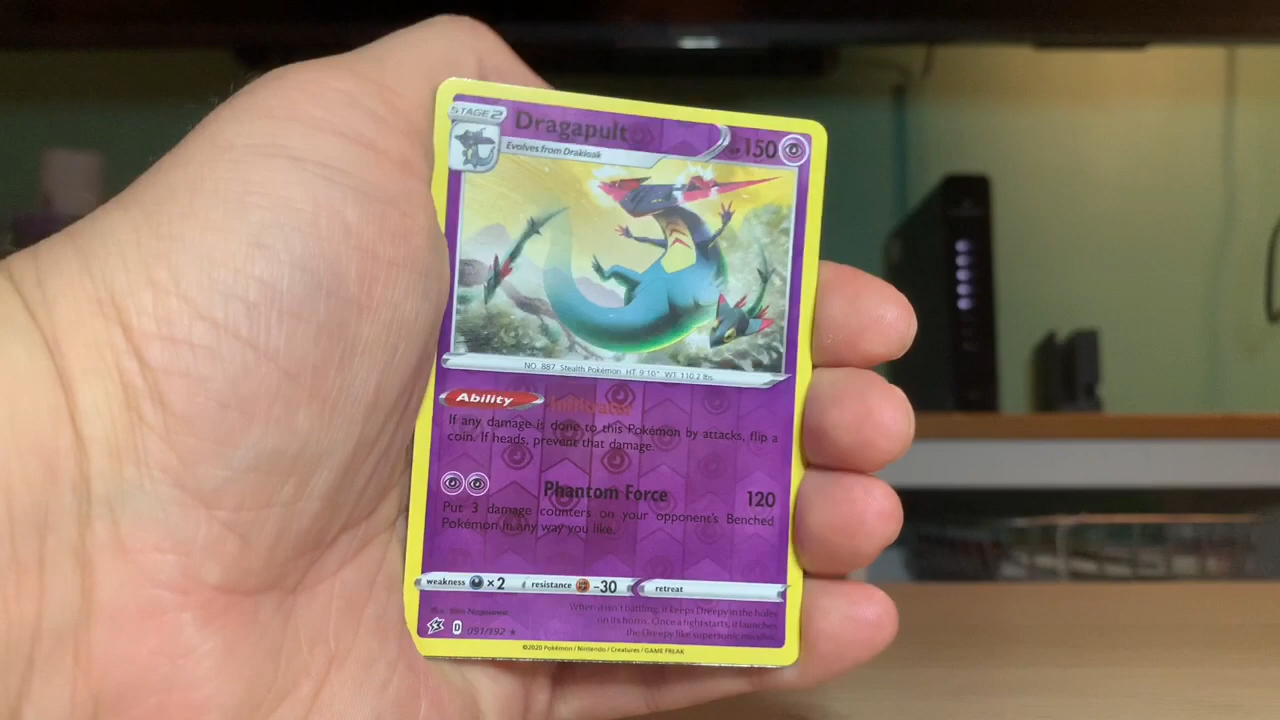 STAGE 2
Dragapult
HP 150
Evolves from Drakloak
NO. 887 Stealth Pokémon HT: 9'10" WT: 110.2 lbs.
Ability Infiltrator
If any damage is done to this Pokémon by attacks, flip a
coin. If heads, prevent that damage.
Phantom Force 120
Put 3 damage counters on your opponent's Benched
Pokémon in any way you like.
weakness ×2 resistance -30 retreat
When it isn't battling, it keeps Dreepy in the holes
on its horns. Once a fight starts, it launches
the Dreepy like supersonic missiles.
D 091/192 ★
©2020 Pokémon / Nintendo / Creatures / GAME FREAK